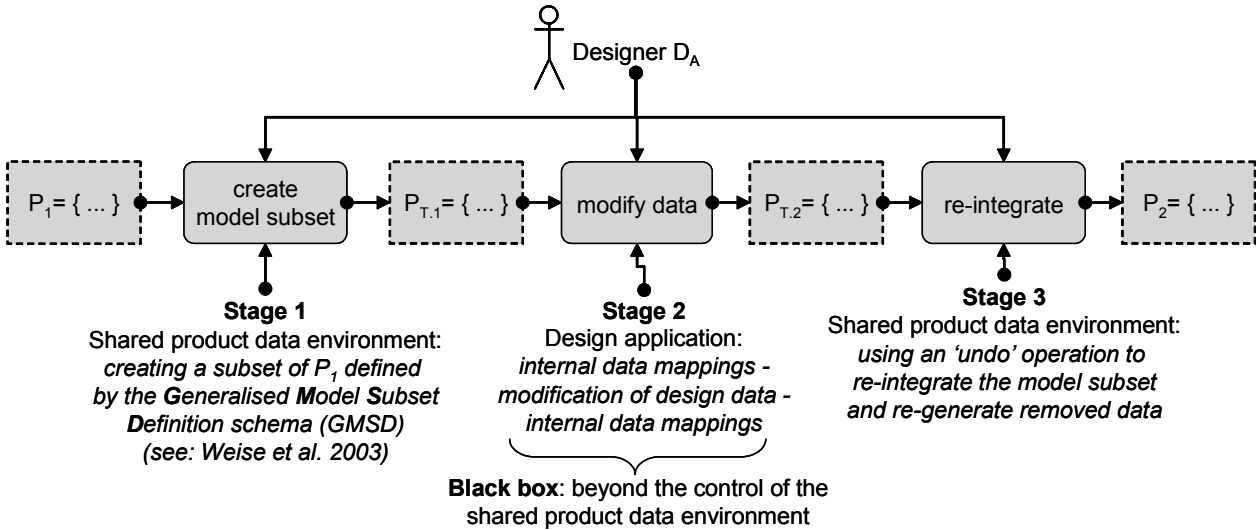 Designer D_A
P_1= { ... }
create
model subset
P_T.1= { ... }
modify data
P_T.2= { ... }
re-integrate
P_2= { ... }
Stage 1
Shared product data environment:
creating a subset of P_1 defined
by the Generalised Model Subset
Definition schema (GMSD)
(see: Weise et al. 2003)
Stage 2
Design application:
internal data mappings -
modification of design data -
internal data mappings
Stage 3
Shared product data environment:
using an ‘undo’ operation to
re-integrate the model subset
and re-generate removed data
Black box: beyond the control of the
shared product data environment